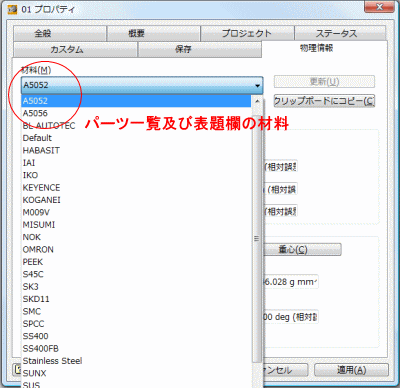 01 プロパティ
全般 概要 プロジェクト ステータス
カスタム 保存 物理情報
材料(M)
A5052 更新(U)
A5052 クリップボードにコピー(C)
A5056
BL AUTOTEC
パーツ一覧及び表題欄の材料
Default
HABASIT
IAI (相対誤
IKO
KEYENCE (相対誤
KOGANEI
M009V (相対誤
MISUMI
NOK
OMRON 重心(C)
PEEK
S45C 6.028 g mm
SK3
SKD11
SMC 00 deg (相対
SPCC
SS400
SS400FB
Stainless Steel
SUNX ャンセル 適用(A)
SUS